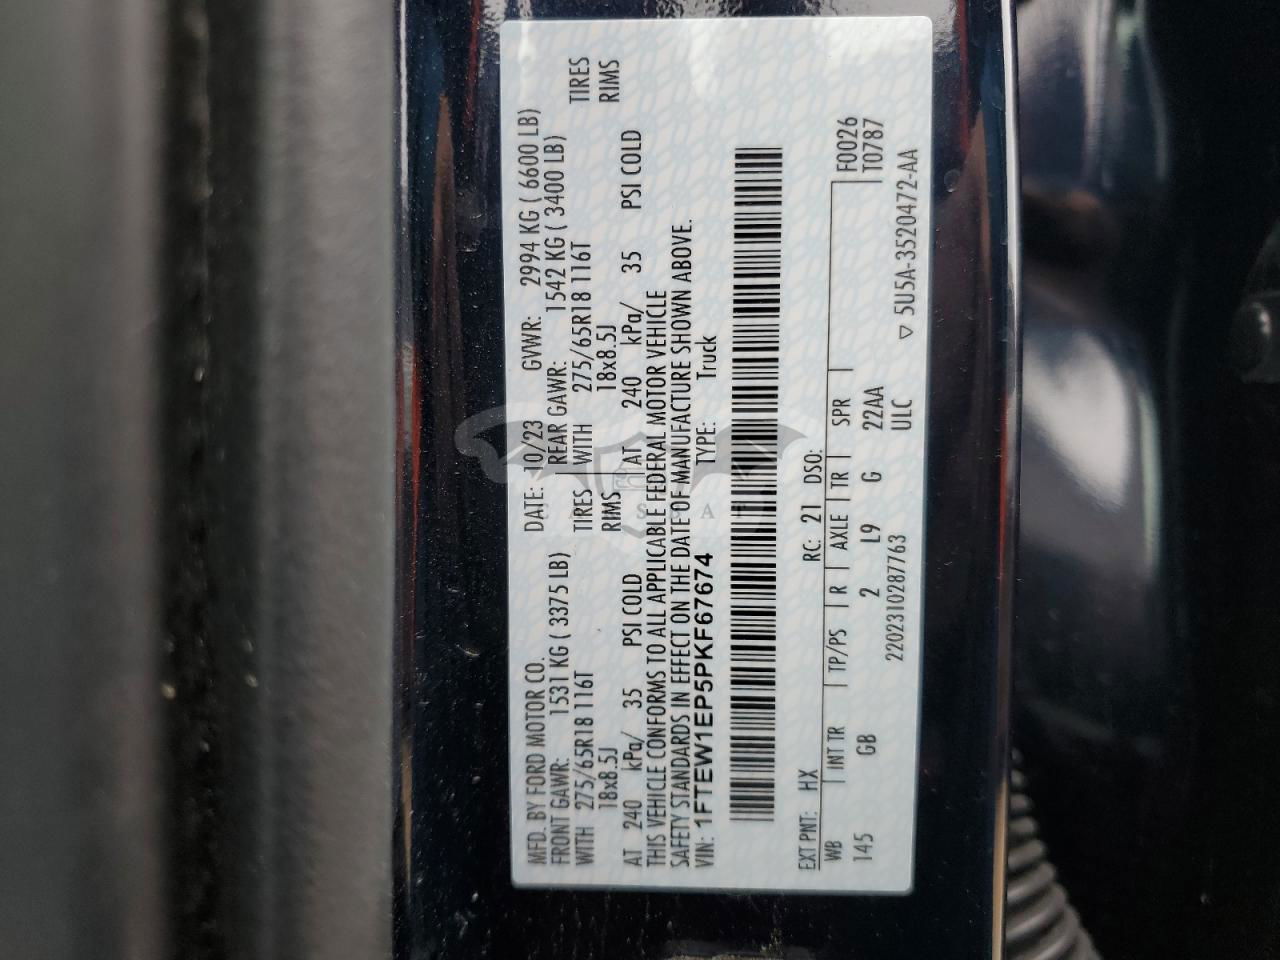 MFD. BY FORD MOTOR CO. DATE: 10/23 GVWR: 2994 KG ( 6600 LB)
FRONT GAWR: 1531 KG ( 3375 LB) REAR GAWR: 1542 KG ( 3400 LB)
WITH 275/65R18 116T TIRES WITH 275/65R18 116T TIRES
18x8.5J RIMS 18x8.5J RIMS
AT 240 kPa/ 35 PSI COLD AT 240 kPa/ 35 PSI COLD
THIS VEHICLE CONFORMS TO ALL APPLICABLE FEDERAL MOTOR VEHICLE
SAFETY STANDARDS IN EFFECT ON THE DATE OF MANUFACTURE SHOWN ABOVE.
VIN: 1FTEW1EP5PKF67674 TYPE: Truck
EXT PNT: HX RC: 21 DSO: F0026
WB INT TR TP/PS R AXLE TR SPR T0787
145 GB 2 L9 G 22AA
2202310287763 ULC
▽ 5U5A-3520472-AA
CARSBAT